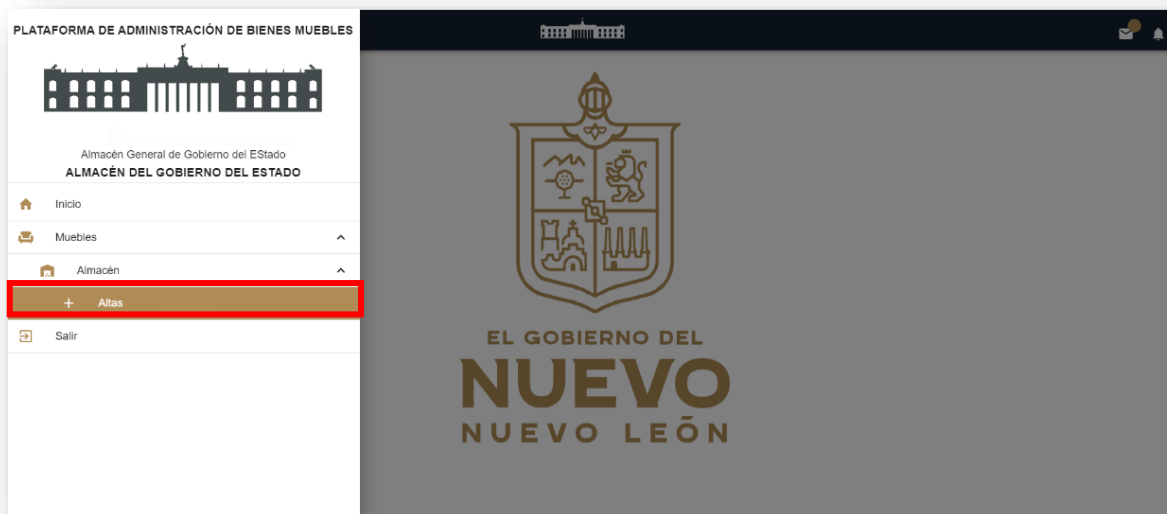 PLATAFORMA DE ADMINISTRACIÓN DE BIENES MUEBLES
Almacén General de Gobierno del EStado
ALMACÉN DEL GOBIERNO DEL ESTADO
Inicio
Muebles
Almacén
Altas
Salir
EL GOBIERNO DEL
NUEVO
NUEVO LEÓN